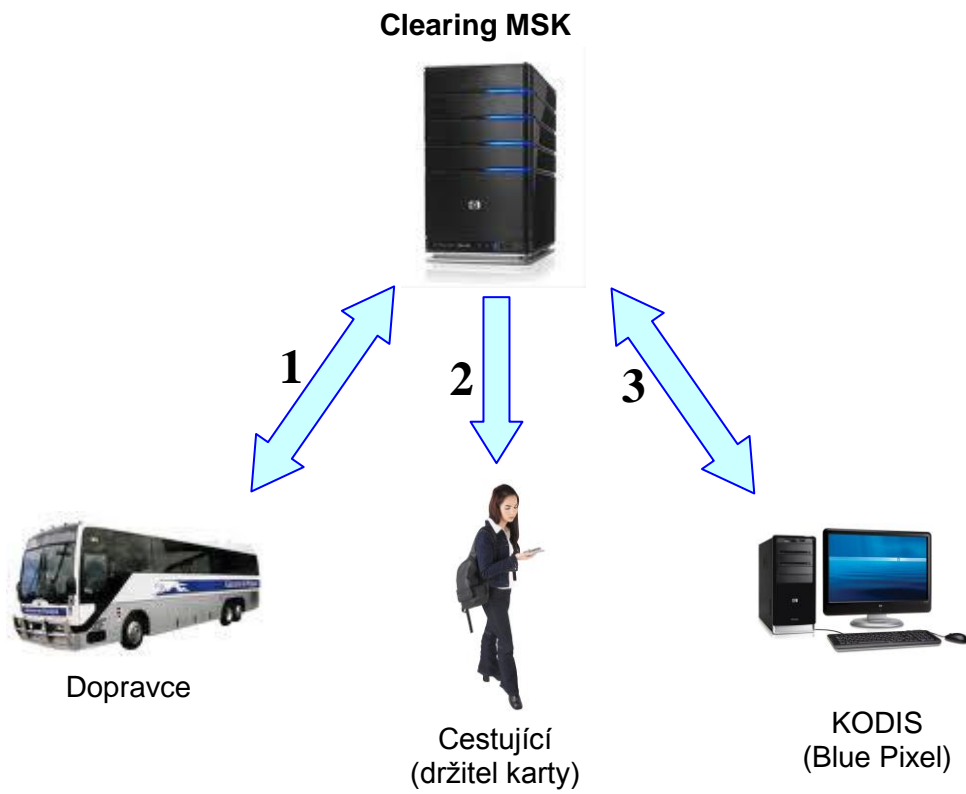 Clearing MSK
1
2
3
Dopravce
Cestující
(držitel karty)
KODIS
(Blue Pixel)